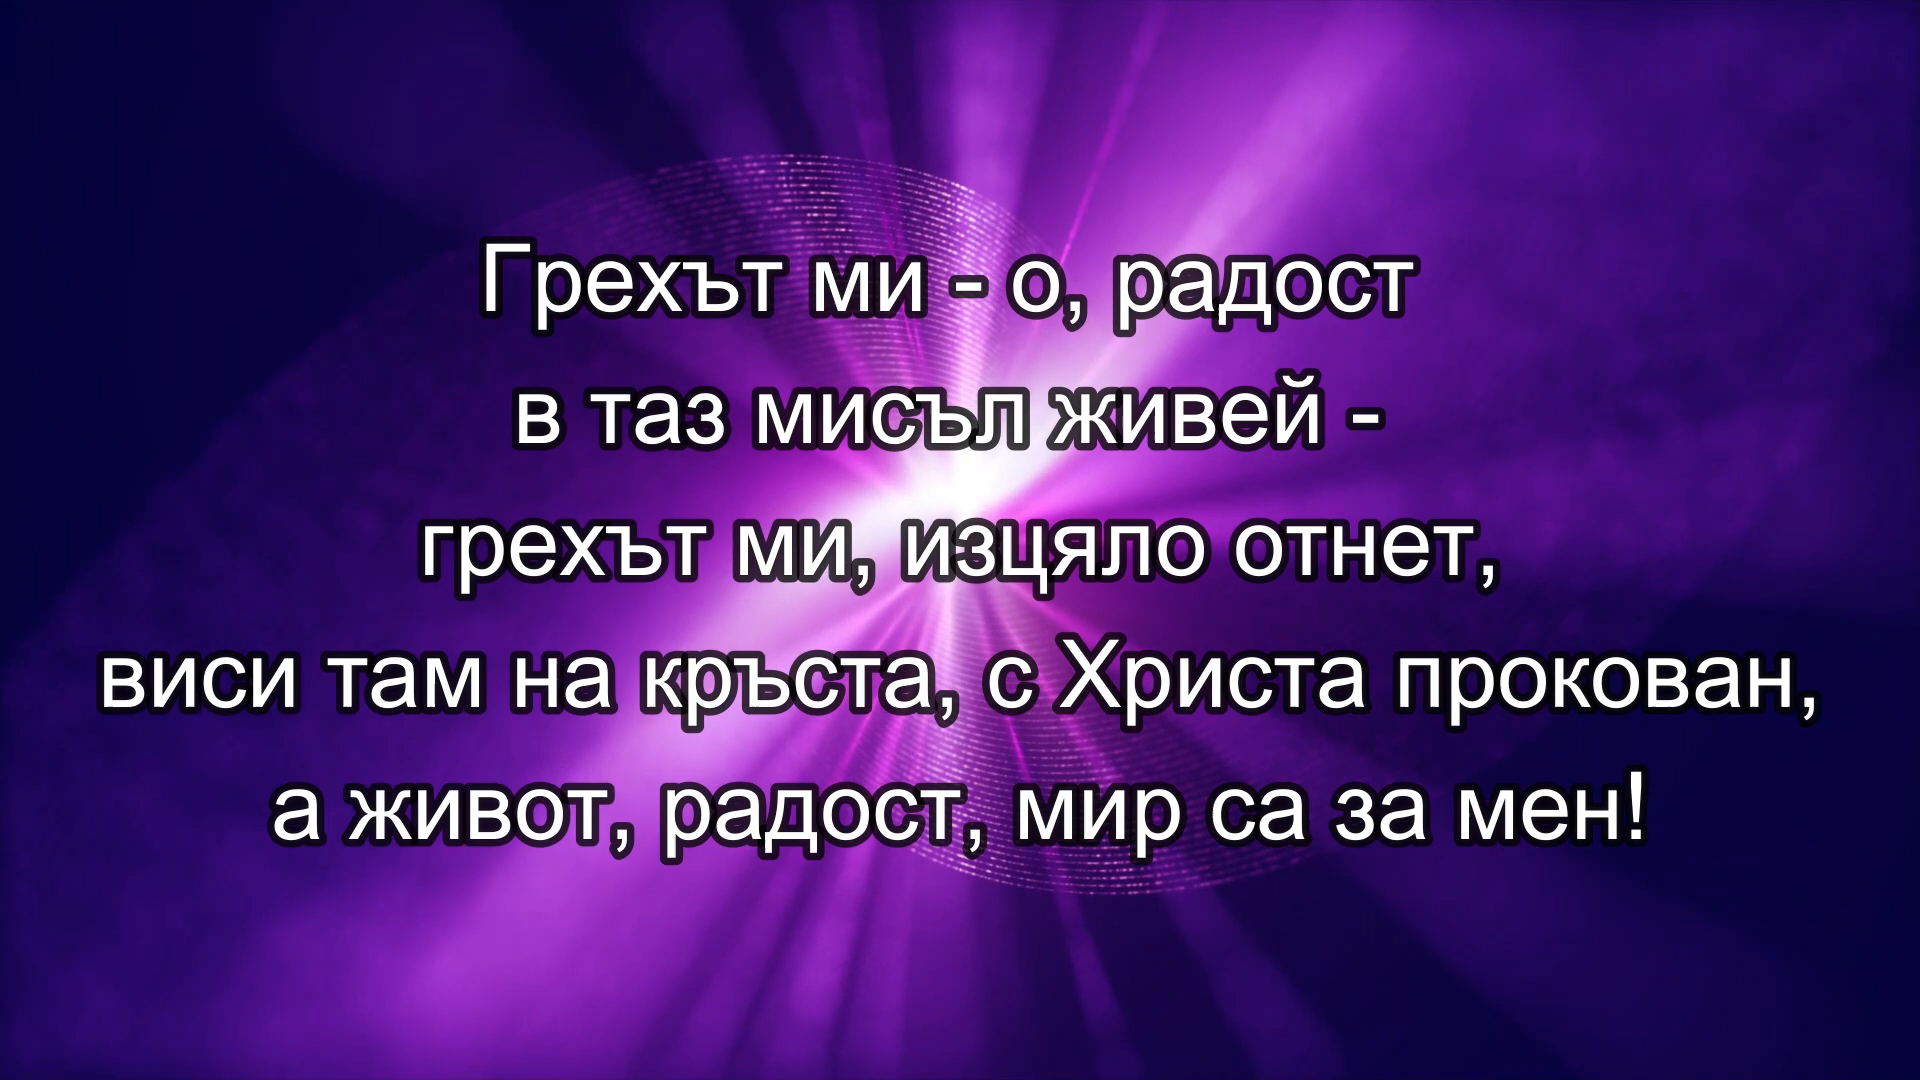 Грехът ми - о, радост
в таз мисъл живей -
грехът ми, изцяло отнет,
виси там на кръста, с Христа прокован,
а живот, радост, мир са за мен!